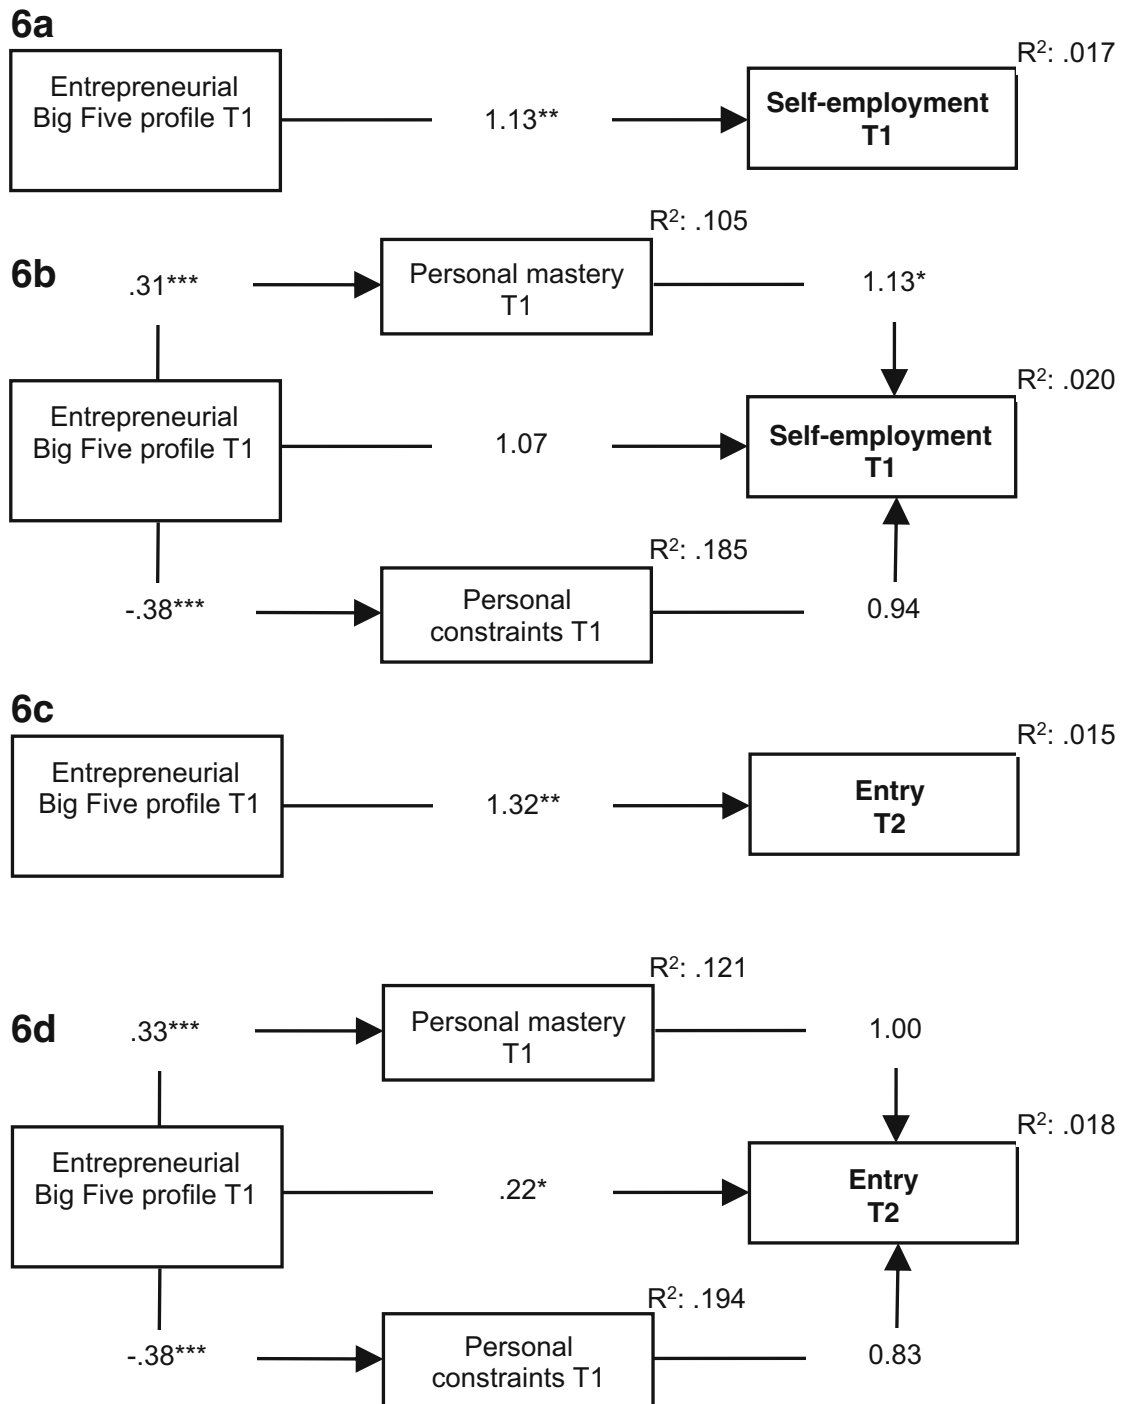 6a
R²: .017
Entrepreneurial
Big Five profile T1
1.13**
Self-employment
T1
R²: .105
6b
.31***
Personal mastery
T1
1.13*
R²: .020
Entrepreneurial
Big Five profile T1
1.07
Self-employment
T1
R²: .185
-.38***
Personal
constraints T1
0.94
6c
R²: .015
Entrepreneurial
Big Five profile T1
1.32**
Entry
T2
R²: .121
6d
.33***
Personal mastery
T1
1.00
R²: .018
Entrepreneurial
Big Five profile T1
.22*
Entry
T2
R²: .194
-.38***
Personal
constraints T1
0.83